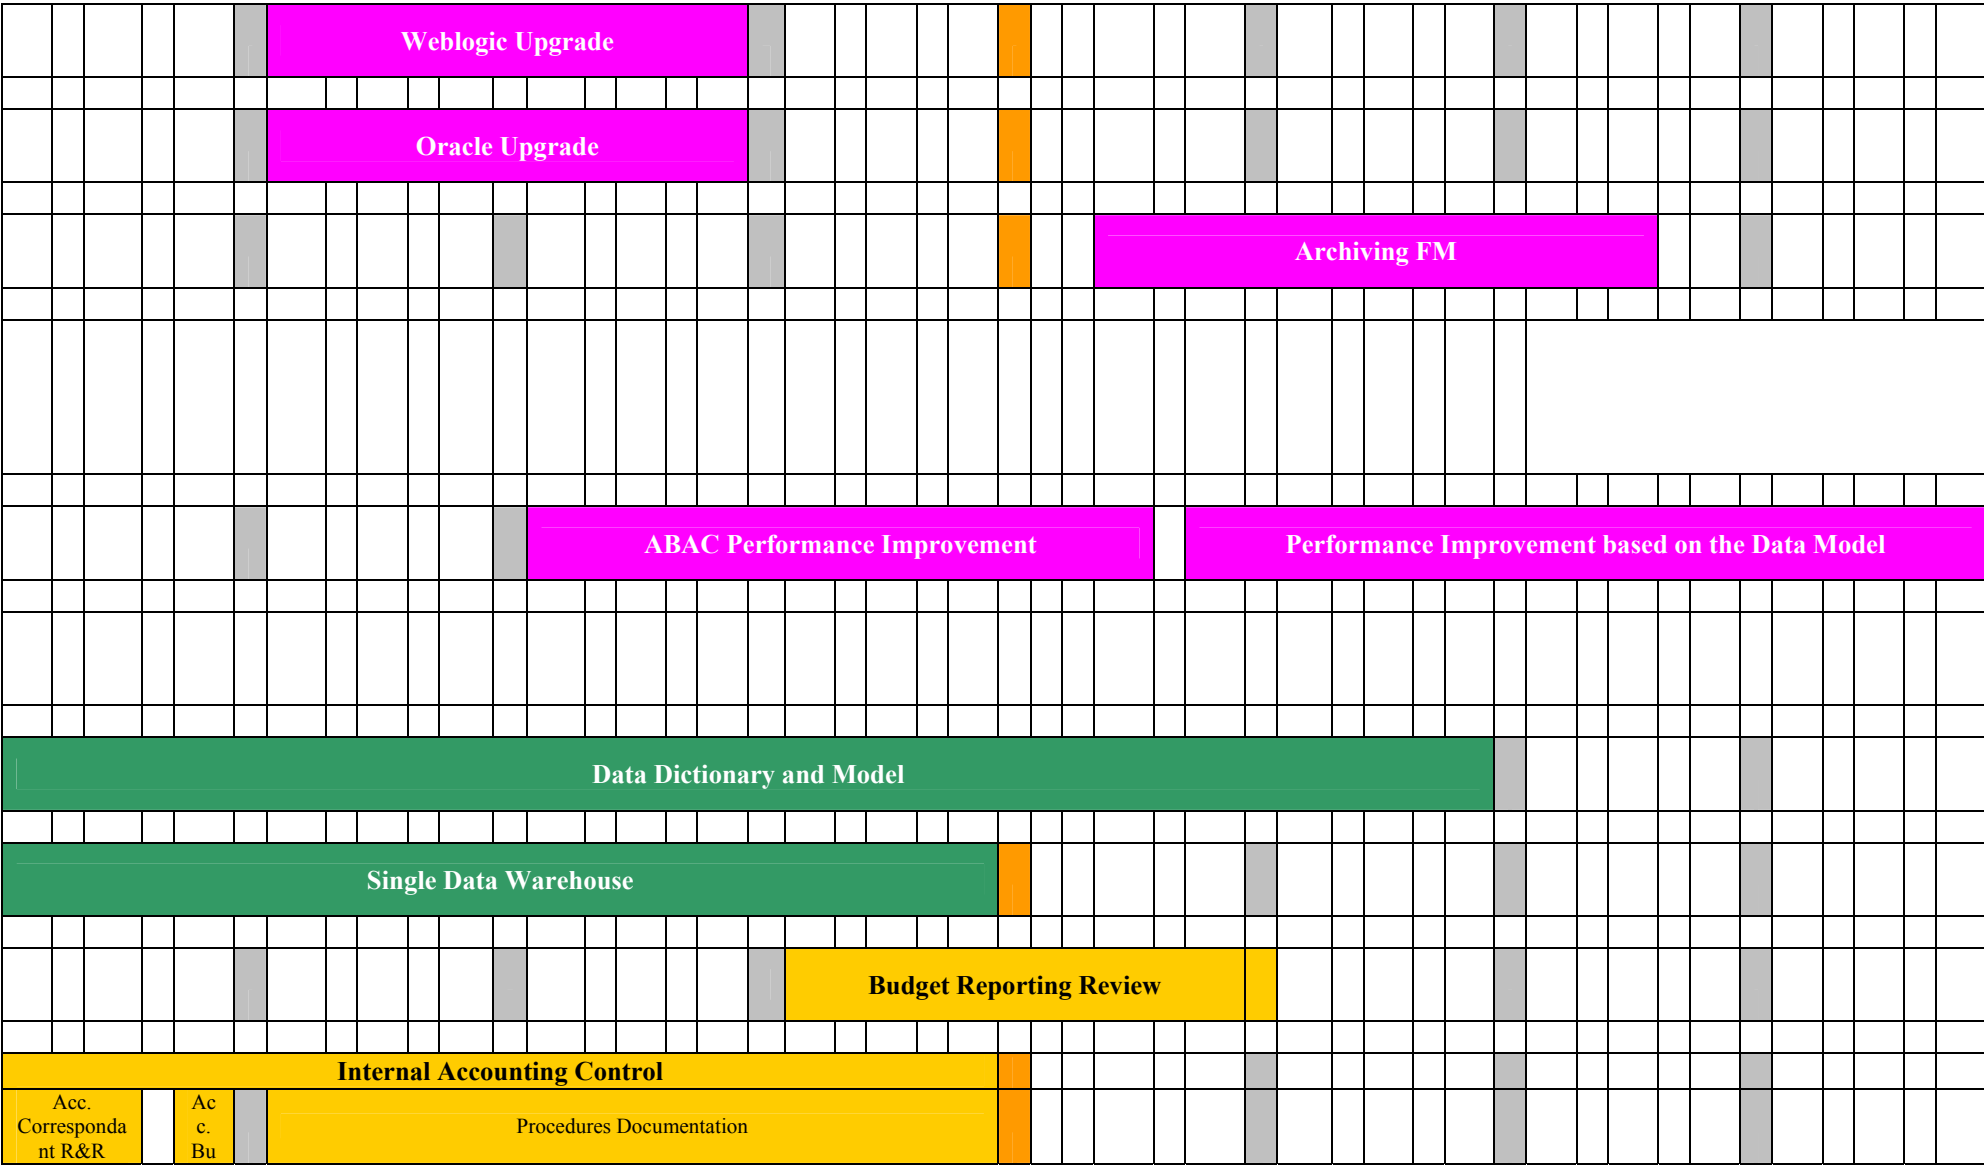 Weblogic Upgrade
Oracle Upgrade
Archiving FM
ABAC Performance Improvement
Performance Improvement based on the Data Model
Data Dictionary and Model
Single Data Warehouse
Budget Reporting Review
Internal Accounting Control
Acc.
Corresponda
nt R&R
Ac
c.
Bu
Procedures Documentation